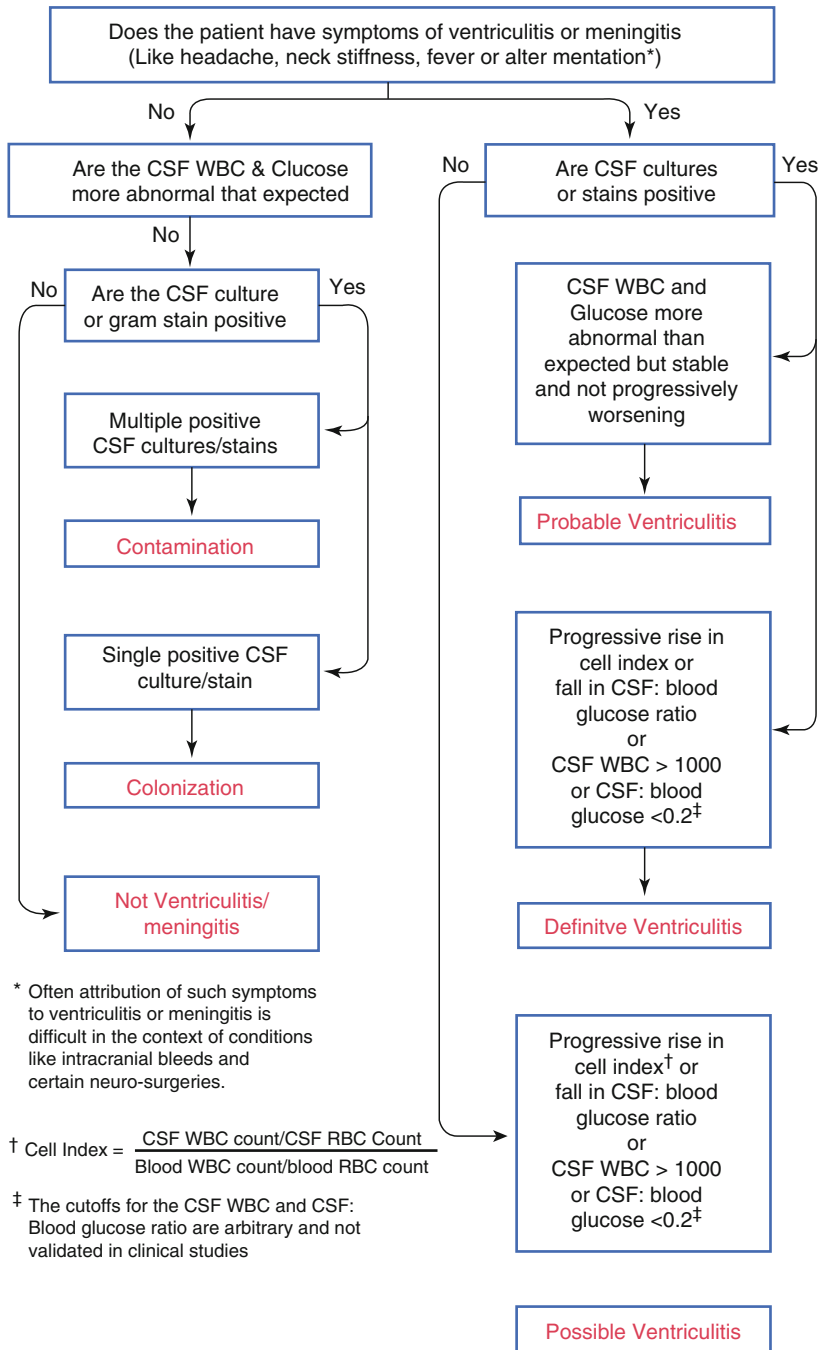 Does the patient have symptoms of ventriculitis or meningitis
(Like headache, neck stiffness, fever or alter mentation*)
No
Yes
Are the CSF WBC & Clucose
more abnormal that expected
No
No
Are the CSF culture
or gram stain positive
Yes
Multiple positive
CSF cultures/stains
Contamination
Single positive CSF
culture/stain
Colonization
Not Ventriculitis/
meningitis
No
Are CSF cultures
or stains positive
Yes
CSF WBC and
Glucose more
abnormal than
expected but stable
and not progressively
worsening
Probable Ventriculitis
Progressive rise in
cell index or
fall in CSF: blood
glucose ratio
or
CSF WBC > 1000
or CSF: blood
glucose <0.2‡
Definitve Ventriculitis
Progressive rise in
cell index† or
fall in CSF: blood
glucose ratio
or
CSF WBC > 1000
or CSF: blood
glucose <0.2‡
Possible Ventriculitis
* Often attribution of such symptoms
to ventriculitis or meningitis is
difficult in the context of conditions
like intracranial bleeds and
certain neuro-surgeries.
† Cell Index = CSF WBC count/CSF RBC Count
Blood WBC count/blood RBC count
‡ The cutoffs for the CSF WBC and CSF:
Blood glucose ratio are arbitrary and not
validated in clinical studies